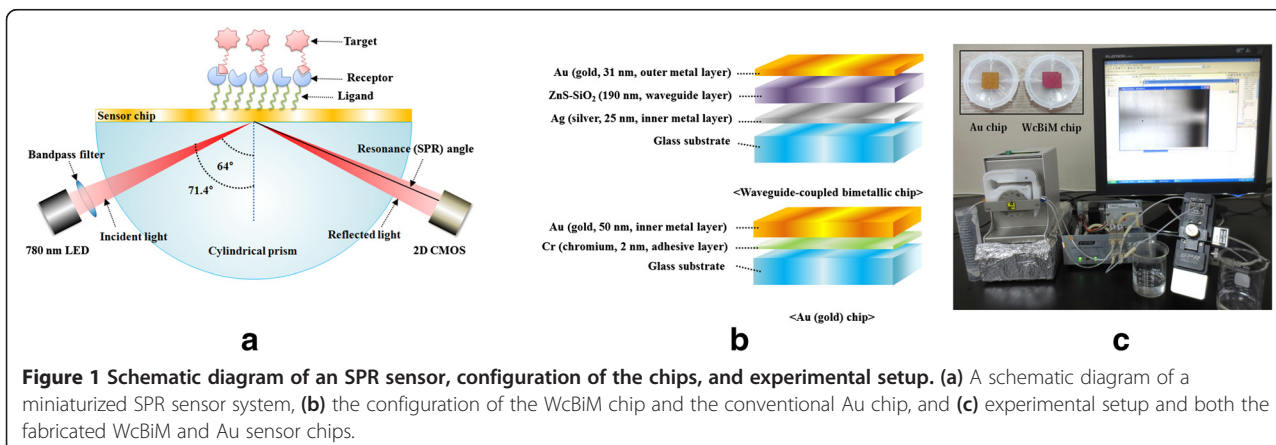 Target
Receptor
Ligand
Sensor chip
Bandpass filter
Resonance (SPR) angle
64°
71.4°
780 nm LED
Incident light
Cylindrical prism
Reflected light
2D CMOS
a
Au (gold, 31 nm, outer metal layer)
ZnS-SiO₂ (190 nm, waveguide layer)
Ag (silver, 25 nm, inner metal layer)
Glass substrate
<Waveguide-coupled bimetallic chip>
Au (gold, 50 nm, inner metal layer)
Cr (chromium, 2 nm, adhesive layer)
Glass substrate
<Au (gold) chip>
b
Au chip
WcBiM chip
SPR
c
Figure 1 Schematic diagram of an SPR sensor, configuration of the chips, and experimental setup. (a) A schematic diagram of a
miniaturized SPR sensor system, (b) the configuration of the WcBiM chip and the conventional Au chip, and (c) experimental setup and both the
fabricated WcBiM and Au sensor chips.